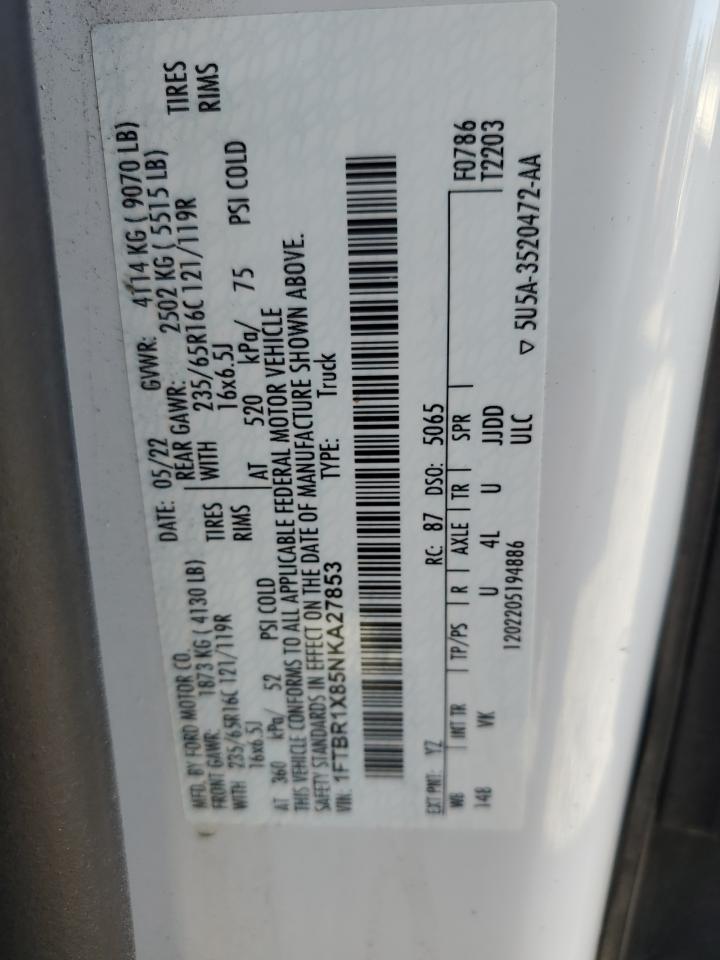 MFD. BY FORD MOTOR CO.
DATE: 05/22 GVWR: 4114 KG ( 9070 LB)
FRONT GAWR: 1873 KG ( 4130 LB) REAR GAWR: 2502 KG ( 5515 LB)
WITH 235/65R16C 121/119R TIRES WITH 235/65R16C 121/119R TIRES
16x6.5J RIMS 16x6.5J RIMS
AT 360 kPa/ 52 PSI COLD AT 520 kPa/ 75 PSI COLD
THIS VEHICLE CONFORMS TO ALL APPLICABLE FEDERAL MOTOR VEHICLE
SAFETY STANDARDS IN EFFECT ON THE DATE OF MANUFACTURE SHOWN ABOVE.
VIN: 1FTBR1X85NKA27853 TYPE: Truck
EXT PNT: YZ RC: 87 DSO: 5065 F0786
WB INT TR TP/PS R AXLE TR SPR T2203
148 VK U 4L U JJDD
1202205194886 ULC ▽ 5U5A-3520472-AA